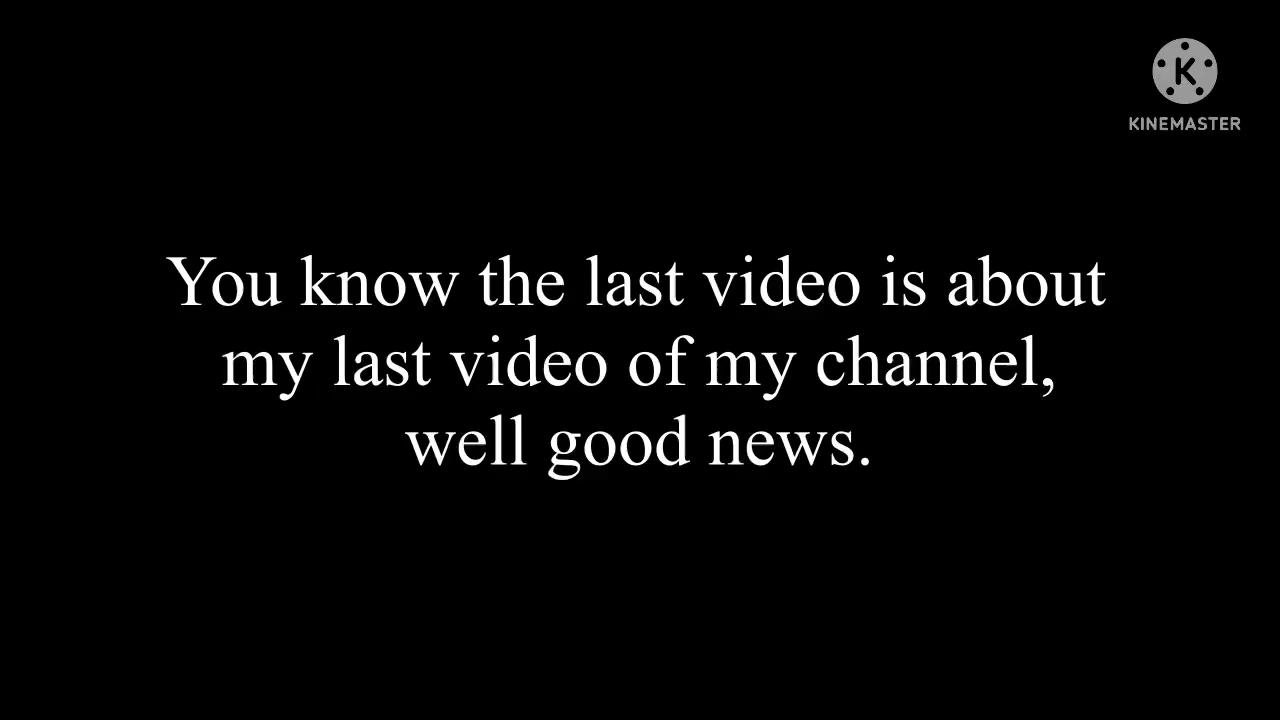 K
KINEMASTER
You know the last video is about
my last video of my channel,
well good news.